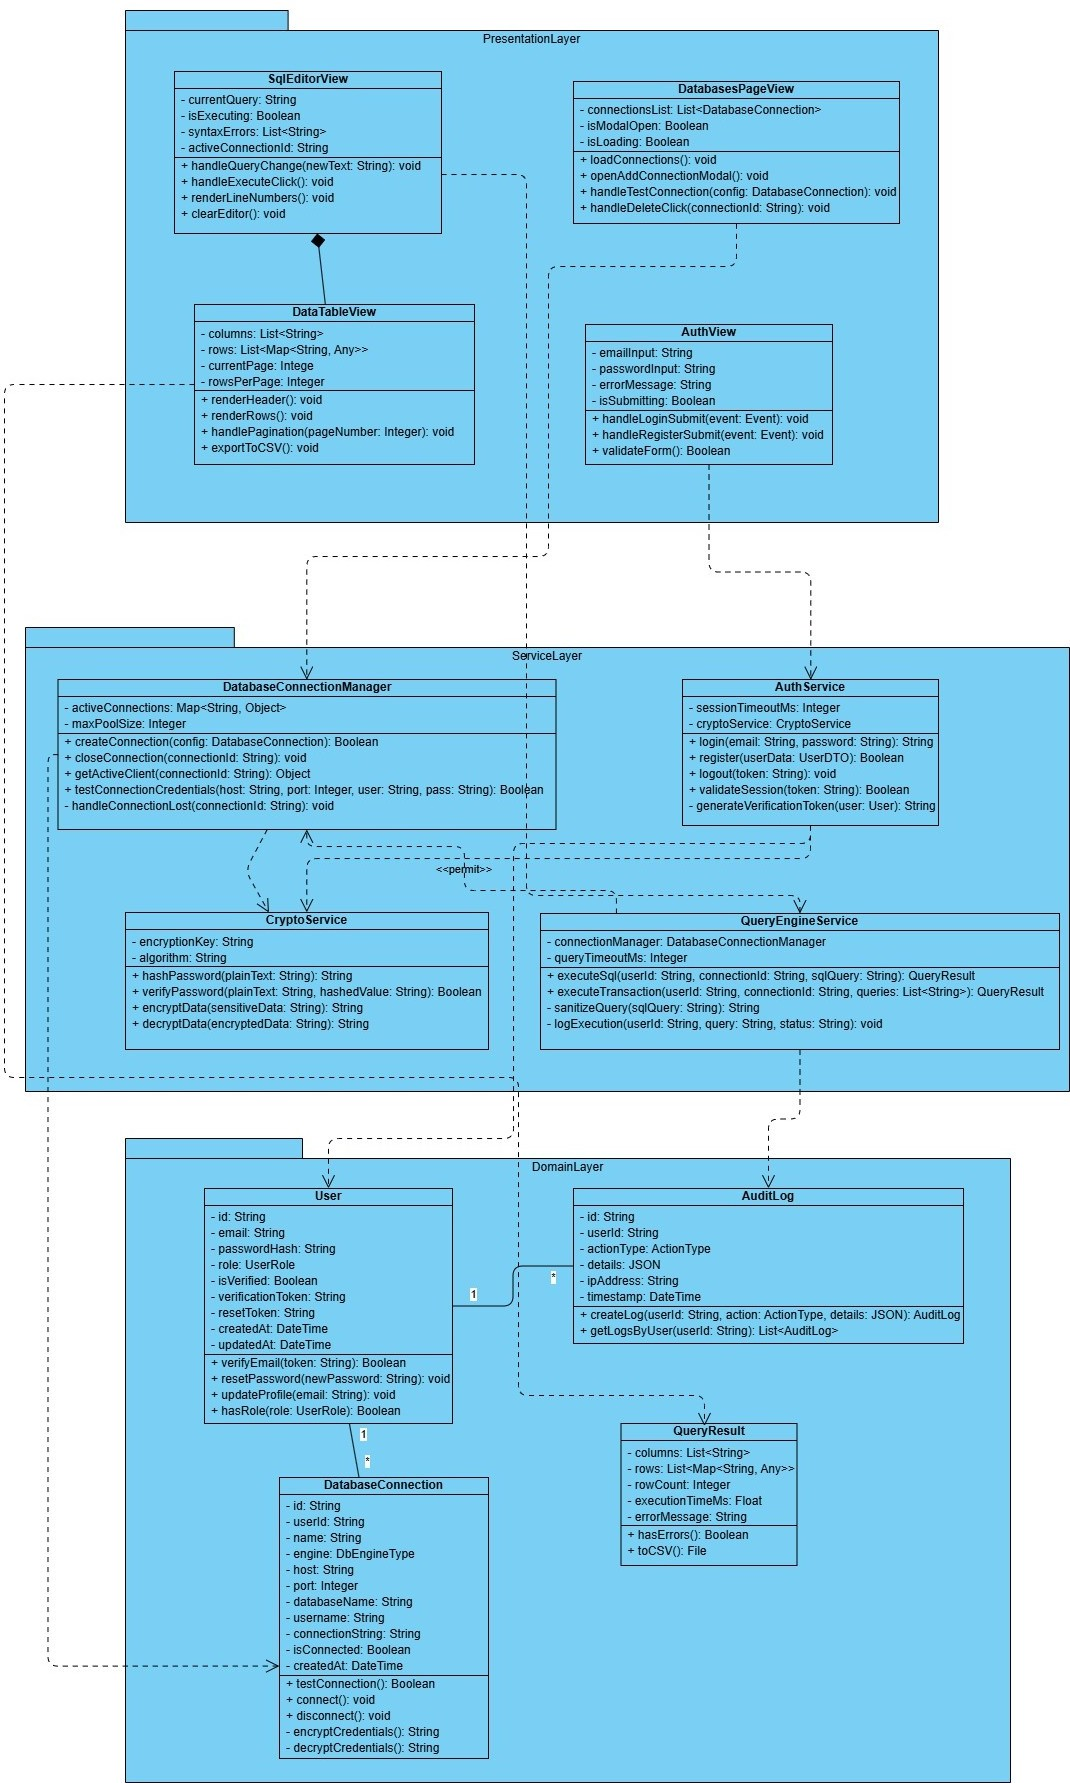 PresentationLayer
SqlEditorView
- currentQuery: String
- isExecuting: Boolean
- syntaxErrors: List<String>
- activeConnectionId: String
+ handleQueryChange(newText: String): void
+ handleExecuteClick(): void
+ renderLineNumbers(): void
+ clearEditor(): void
DatabasesPageView
- connectionsList: List<DatabaseConnection>
- isModalOpen: Boolean
- isLoading: Boolean
+ loadConnections(): void
+ openAddConnectionModal(): void
+ handleTestConnection(config: DatabaseConnection): void
+ handleDeleteClick(connectionId: String): void
DataTableView
- columns: List<String>
- rows: List<Map<String, Any>>
- currentPage: Intege
- rowsPerPage: Integer
+ renderHeader(): void
+ renderRows(): void
+ handlePagination(pageNumber: Integer): void
+ exportToCSV(): void
AuthView
- emailInput: String
- passwordInput: String
- errorMessage: String
- isSubmitting: Boolean
+ handleLoginSubmit(event: Event): void
+ handleRegisterSubmit(event: Event): void
+ validateForm(): Boolean
ServiceLayer
DatabaseConnectionManager
- activeConnections: Map<String, Object>
- maxPoolSize: Integer
+ createConnection(config: DatabaseConnection): Boolean
+ closeConnection(connectionId: String): void
+ getActiveClient(connectionId: String): Object
+ testConnectionCredentials(host: String, port: Integer, user: String, pass: String): Boolean
- handleConnectionLost(connectionId: String): void
AuthService
- sessionTimeoutMs: Integer
- cryptoService: CryptoService
+ login(email: String, password: String): String
+ register(userData: UserDTO): Boolean
+ logout(token: String): void
+ validateSession(token: String): Boolean
- generateVerificationToken(user: User): String
<<permit>>
CryptoService
- encryptionKey: String
- algorithm: String
+ hashPassword(plainText: String): String
+ verifyPassword(plainText: String, hashedValue: String): Boolean
+ encryptData(sensitiveData: String): String
+ decryptData(encryptedData: String): String
QueryEngineService
- connectionManager: DatabaseConnectionManager
- queryTimeoutMs: Integer
+ executeSql(userId: String, connectionId: String, sqlQuery: String): QueryResult
+ executeTransaction(userId: String, connectionId: String, queries: List<String>): QueryResult
- sanitizeQuery(sqlQuery: String): String
- logExecution(userId: String, query: String, status: String): void
DomainLayer
User
- id: String
- email: String
- passwordHash: String
- role: UserRole
- isVerified: Boolean
- verificationToken: String
- resetToken: String
- createdAt: DateTime
- updatedAt: DateTime
+ verifyEmail(token: String): Boolean
+ resetPassword(newPassword: String): void
+ updateProfile(email: String): void
+ hasRole(role: UserRole): Boolean
1
*
AuditLog
- id: String
- userId: String
- actionType: ActionType
- details: JSON
- ipAddress: String
- timestamp: DateTime
+ createLog(userId: String, action: ActionType, details: JSON): AuditLog
+ getLogsByUser(userId: String): List<AuditLog>
1
*
QueryResult
- columns: List<String>
- rows: List<Map<String, Any>>
- rowCount: Integer
- executionTimeMs: Float
- errorMessage: String
+ hasErrors(): Boolean
+ toCSV(): File
DatabaseConnection
- id: String
- userId: String
- name: String
- engine: DbEngineType
- host: String
- port: Integer
- databaseName: String
- username: String
- connectionString: String
- isConnected: Boolean
- createdAt: DateTime
+ testConnection(): Boolean
+ connect(): void
+ disconnect(): void
- encryptCredentials(): String
- decryptCredentials(): String